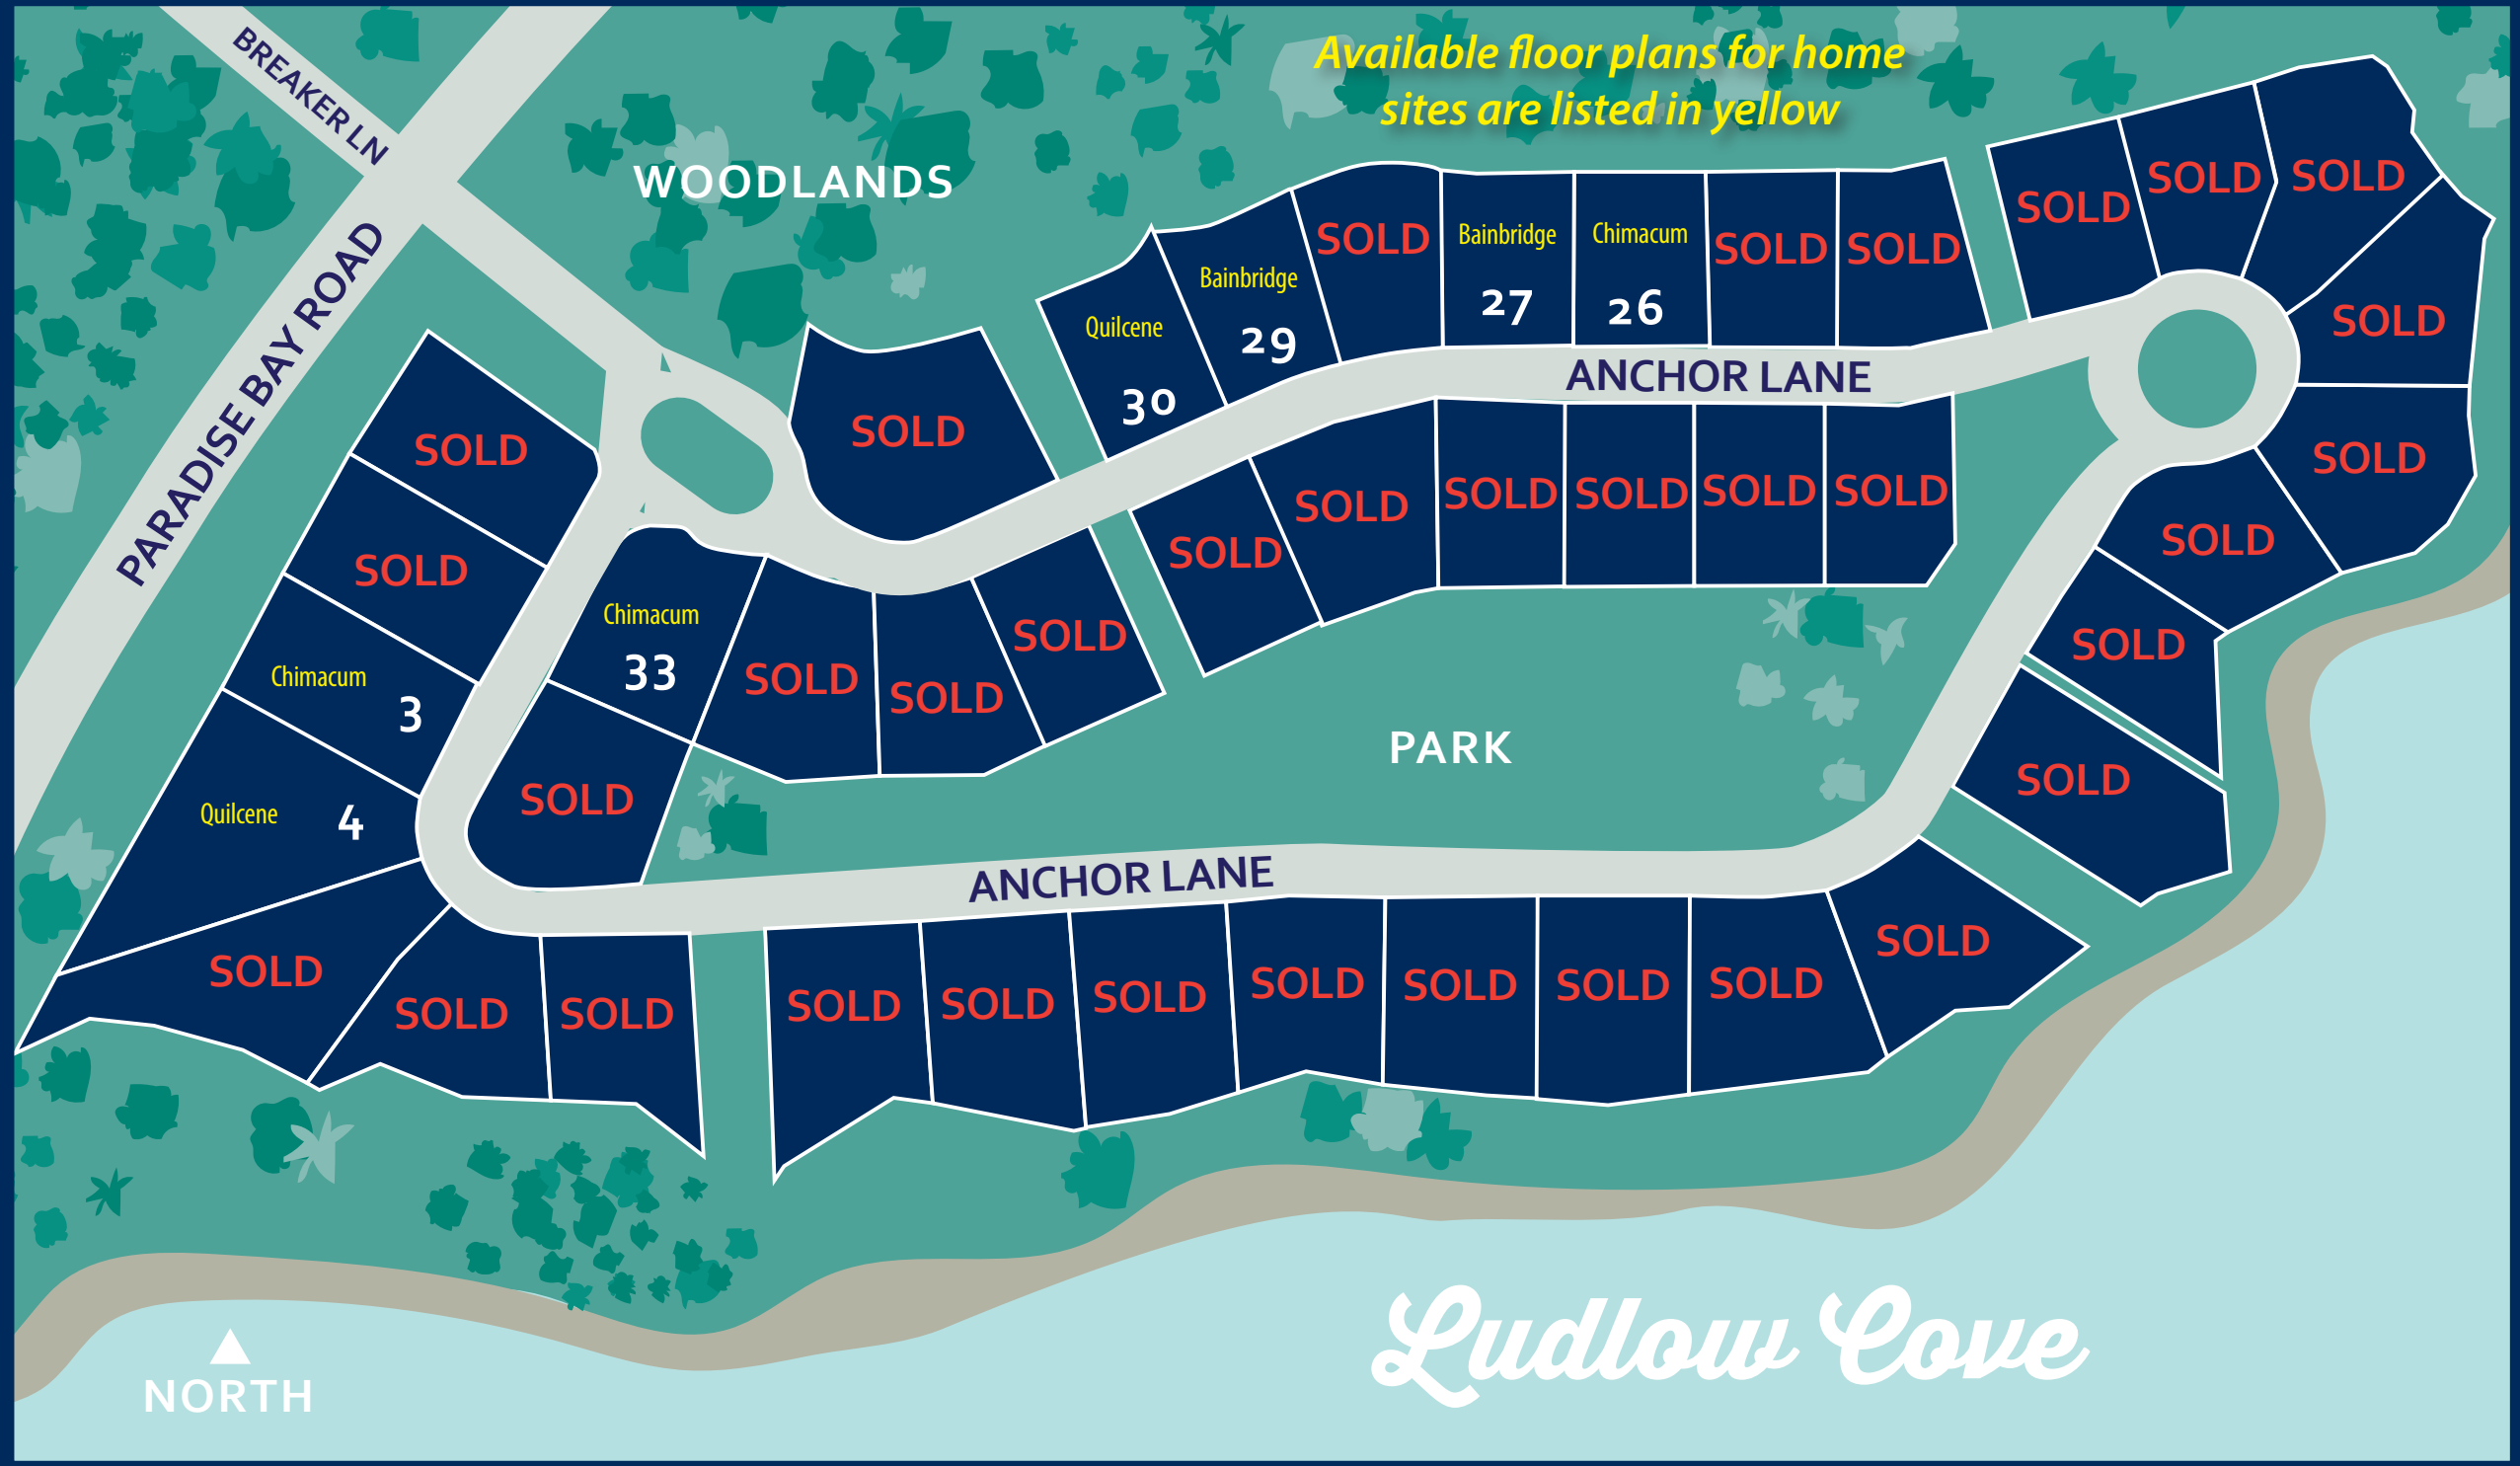 BREAKER LN
Available floor plans for home
sites are listed in yellow
WOODLANDS
PARADISE BAY ROAD
SOLD
SOLD
SOLD
SOLD
Bainbridge
27
Chimacum
26
SOLD
SOLD
Bainbridge
29
Quilcene
30
SOLD
SOLD
ANCHOR LANE
SOLD
SOLD
SOLD
SOLD
SOLD
SOLD
SOLD
SOLD
SOLD
SOLD
SOLD
SOLD
Chimacum
33
SOLD
SOLD
SOLD
SOLD
Chimacum
3
PARK
SOLD
SOLD
Quilcene
4
ANCHOR LANE
SOLD
SOLD
SOLD
SOLD
SOLD
SOLD
SOLD
SOLD
SOLD
SOLD
SOLD
Ludlow Cove
NORTH